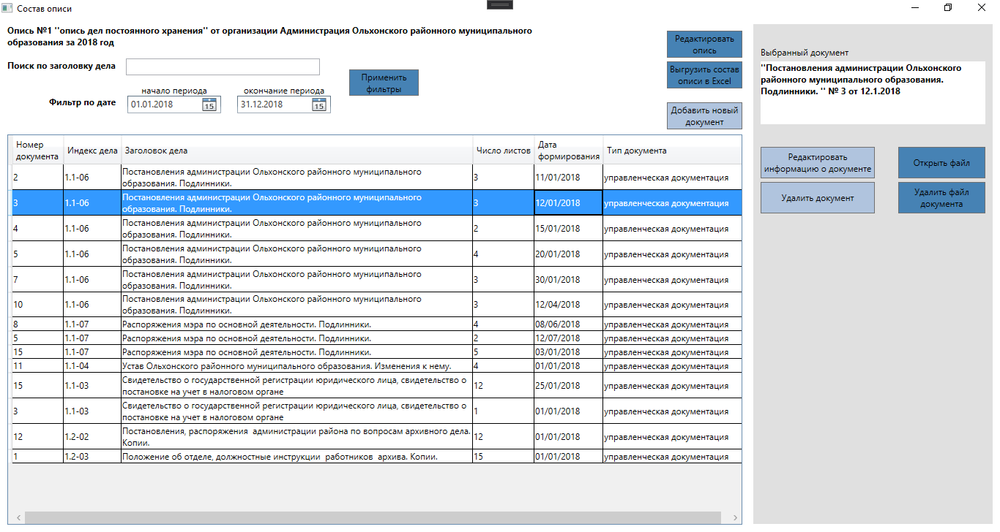 Состав описи
Опись №1 ''опись дел постоянного хранения'' от организации Администрация Ольхонского районного муниципального
образования за 2018 год
Поиск по заголовку дела
Применить
фильтры
начало периода
окончание периода
Фильтр по дате
01.01.2018
15
31.12.2018
15
Редактировать
опись
Выгрузить состав
описи в Excel
Добавить новый
документ
Номер
документа
Индекс дела
Заголовок дела
Число листов
Дата
формирования
Тип документа
2
1.1-06
Постановления администрации Ольхонского районного муниципального
образования. Подлинники.
3
11/01/2018
управленческая документация
3
1.1-06
Постановления администрации Ольхонского районного муниципального
образования. Подлинники.
3
12/01/2018
управленческая документация
4
1.1-06
Постановления администрации Ольхонского районного муниципального
образования. Подлинники.
2
15/01/2018
управленческая документация
5
1.1-06
Постановления администрации Ольхонского районного муниципального
образования. Подлинники.
4
20/01/2018
управленческая документация
7
1.1-06
Постановления администрации Ольхонского районного муниципального
образования. Подлинники.
3
30/01/2018
управленческая документация
10
1.1-06
Постановления администрации Ольхонского районного муниципального
образования. Подлинники.
3
12/04/2018
управленческая документация
8
1.1-07
Распоряжения мэра по основной деятельности. Подлинники.
4
08/06/2018
управленческая документация
5
1.1-07
Распоряжения мэра по основной деятельности. Подлинники.
2
12/07/2018
управленческая документация
15
1.1-07
Распоряжения мэра по основной деятельности. Подлинники.
5
03/01/2018
управленческая документация
11
1.1-04
Устав Ольхонского районного муниципального образования. Изменения к нему.
4
01/01/2018
управленческая документация
15
1.1-03
Свидетельство о государственной регистрации юридического лица, свидетельство о
постановке на учет в налоговом органе
12
25/01/2018
управленческая документация
3
1.1-03
Свидетельство о государственной регистрации юридического лица, свидетельство о
постановке на учет в налоговом органе
1
01/01/2018
управленческая документация
12
1.2-02
Постановления, распоряжения администрации района по вопросам архивного дела.
Копии.
12
01/01/2018
управленческая документация
1
1.2-03
Положение об отделе, должностные инструкции работников архива. Копии.
15
01/01/2018
управленческая документация
Выбранный документ
''Постановления администрации Ольхонского
районного муниципального образования.
Подлинники. '' № 3 от 12.1.2018
Редактировать
информацию о документе
Открыть файл
Удалить документ
Удалить файл
документа